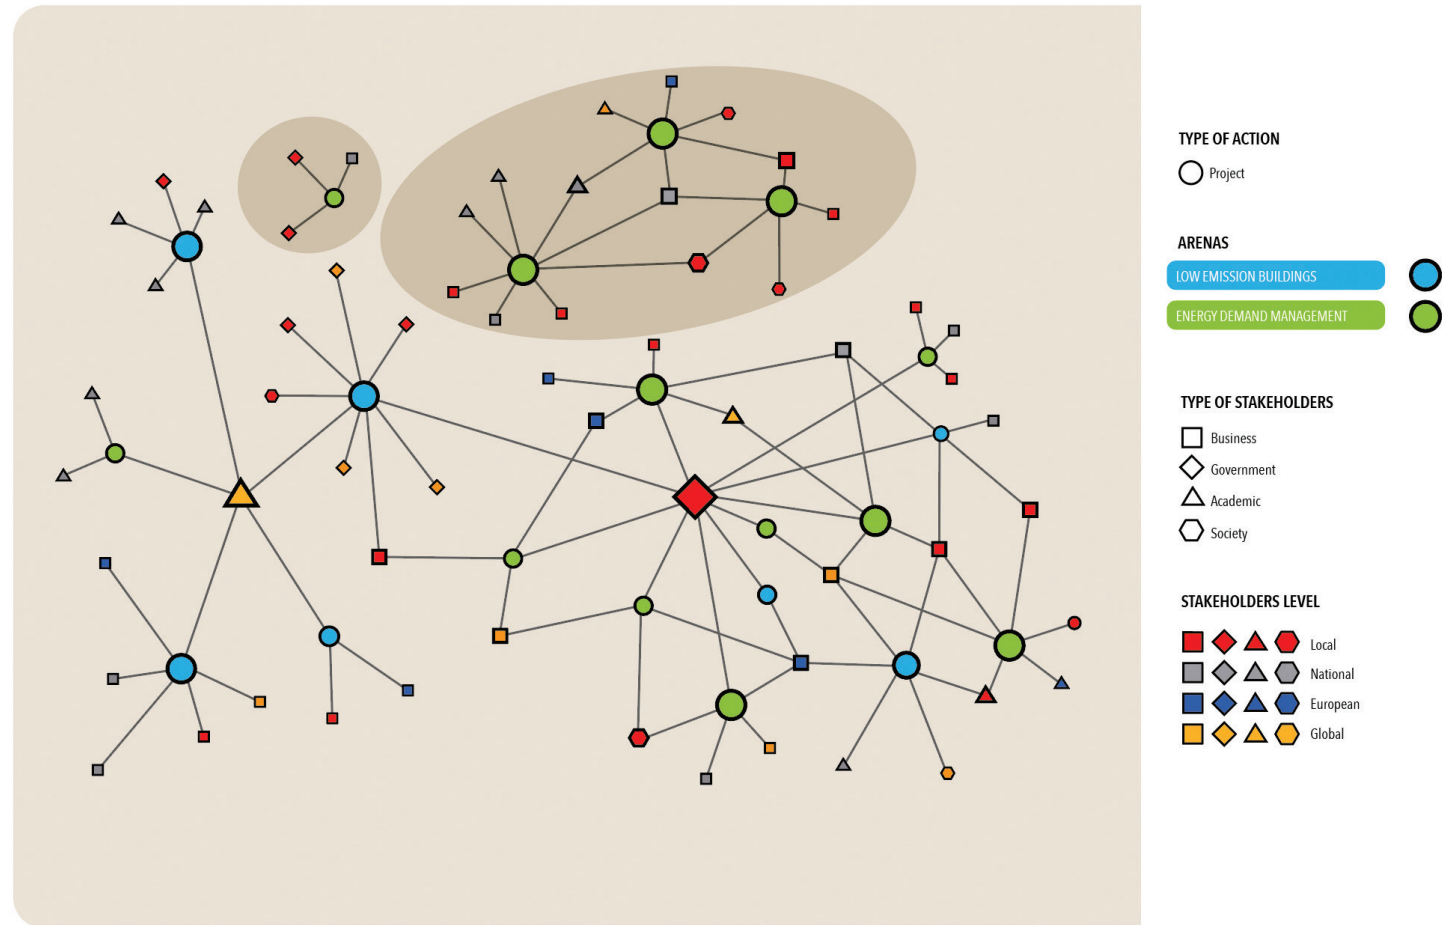 TYPE OF ACTION
Project
ARENAS
LOW EMISSION BUILDINGS
ENERGY DEMAND MANAGEMENT
TYPE OF STAKEHOLDERS
Business
Government
Academic
Society
STAKEHOLDERS LEVEL
Local
National
European
Global